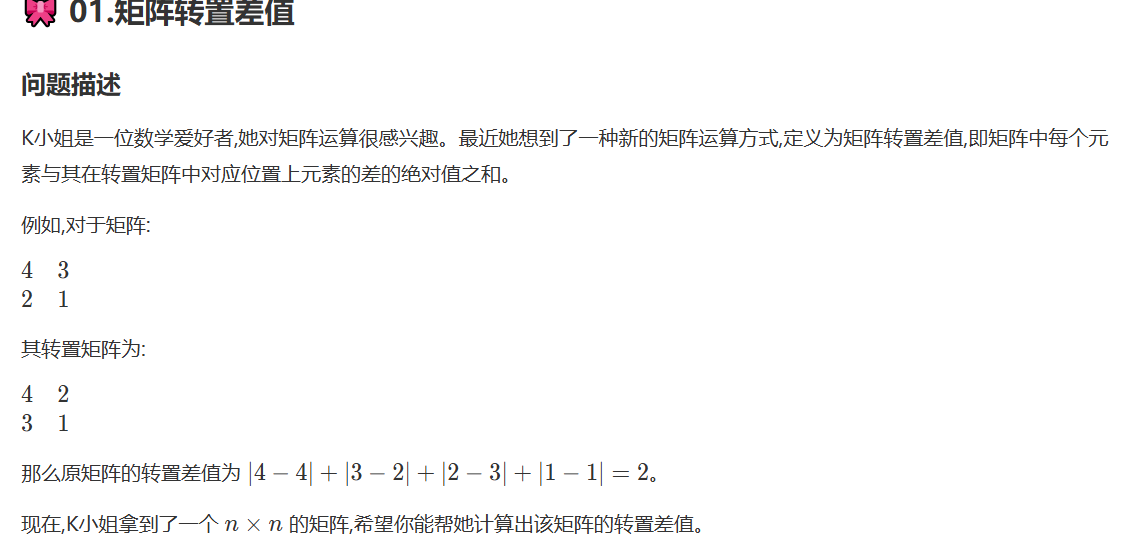 🎀 01.矩阵转置差值
问题描述
K小姐是一位数学爱好者,她对矩阵运算很感兴趣。最近她想到了一种新的矩阵运算方式,定义为矩阵转置差值,即矩阵中每个元
素与其在转置矩阵中对应位置上元素的差的绝对值之和。
例如,对于矩阵:
4 3
2 1
其转置矩阵为:
4 2
3 1
那么原矩阵的转置差值为 |4 − 4| + |3 − 2| + |2 − 3| + |1 − 1| = 2。
现在,K小姐拿到了一个 n × n 的矩阵,希望你能帮她计算出该矩阵的转置差值。